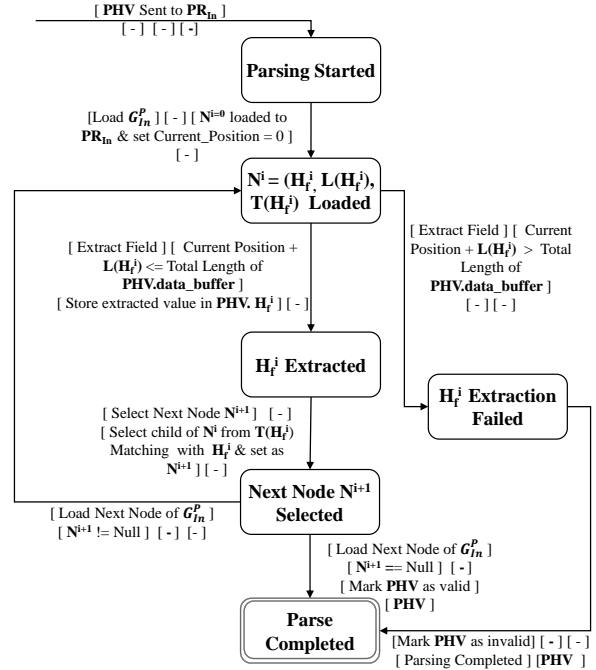 [ PHV Sent to PR_In ]
[ - ] [ - ] [ - ]
Parsing Started
[Load G_In^P ] [ - ] [ N^i=0 loaded to
PR_In & set Current_Position = 0 ]
[ - ]
N^i = (H_f^i, L(H_f^i),
T(H_f^i) Loaded
[ Extract Field ] [ Current Position +
L(H_f^i) <= Total Length of
PHV.data_buffer ]
[ Store extracted value in PHV. H_f^i ] [ - ]
[ Extract Field ] [ Current
Position + L(H_f^i) > Total
Length of
PHV.data_buffer ]
[ - ] [ - ]
H_f^i Extracted
H_f^i Extraction
Failed
[ Select Next Node N^i+1 ] [ - ]
[ Select child of N^i from T(H_f^i)
Matching with H_f^i & set as
N^i+1 ] [ - ]
Next Node N^i+1
Selected
[ Load Next Node of G_In^P ]
[ N^i+1 != Null ] [ - ] [ - ]
[ Load Next Node of G_In^P ]
[ N^i+1 == Null ] [ - ]
[ Mark PHV as valid ]
[ PHV ]
Parse
Completed
[Mark PHV as invalid] [ - ] [ - ]
[ Parsing Completed ] [PHV ]